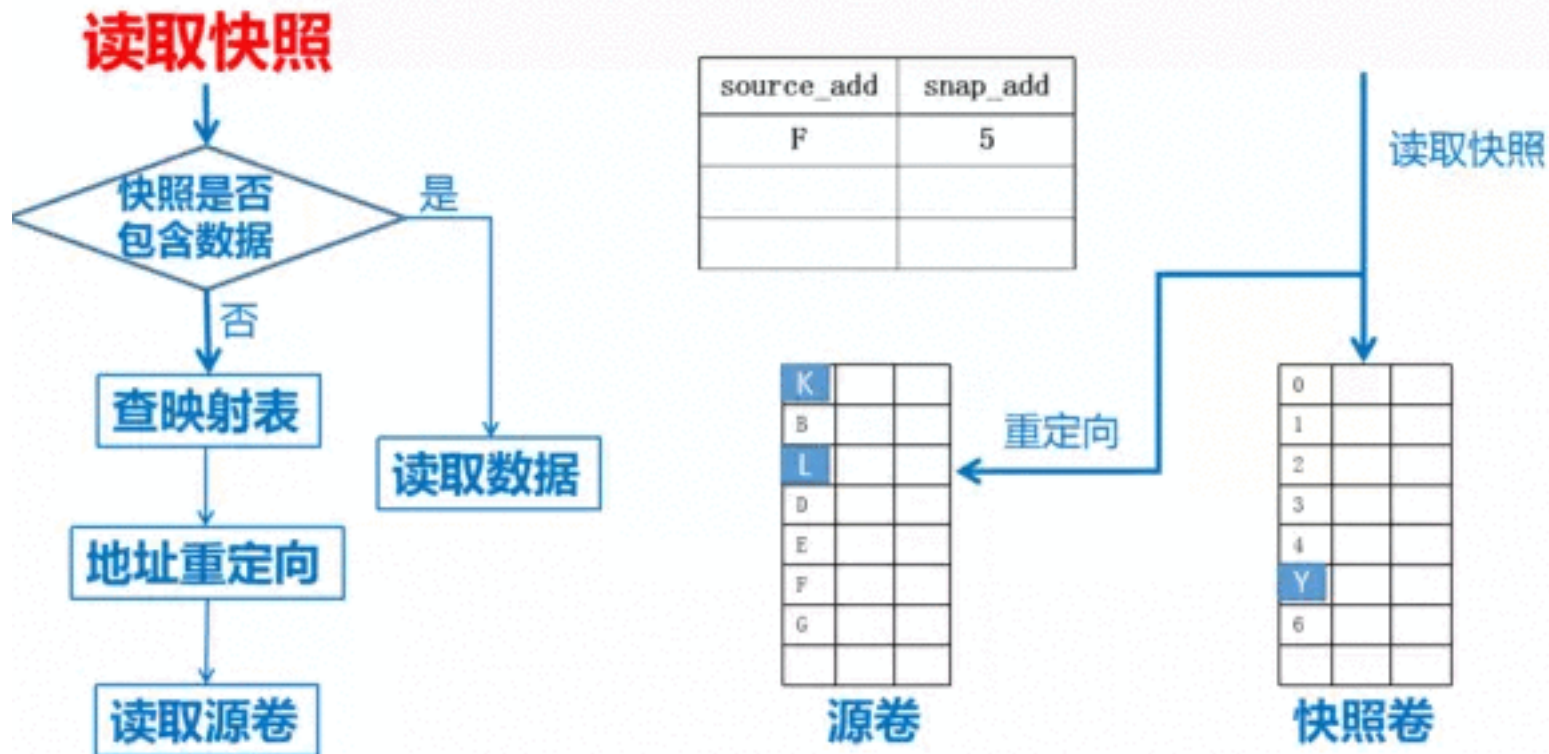 读取快照
快照是否
包含数据
是
否
查映射表
读取数据
地址重定向
读取源卷
source_add snap_add
F 5
读取快照
重定向
K
B
L
D
E
F
G
源卷
0
1
2
3
4
Y
6
快照卷